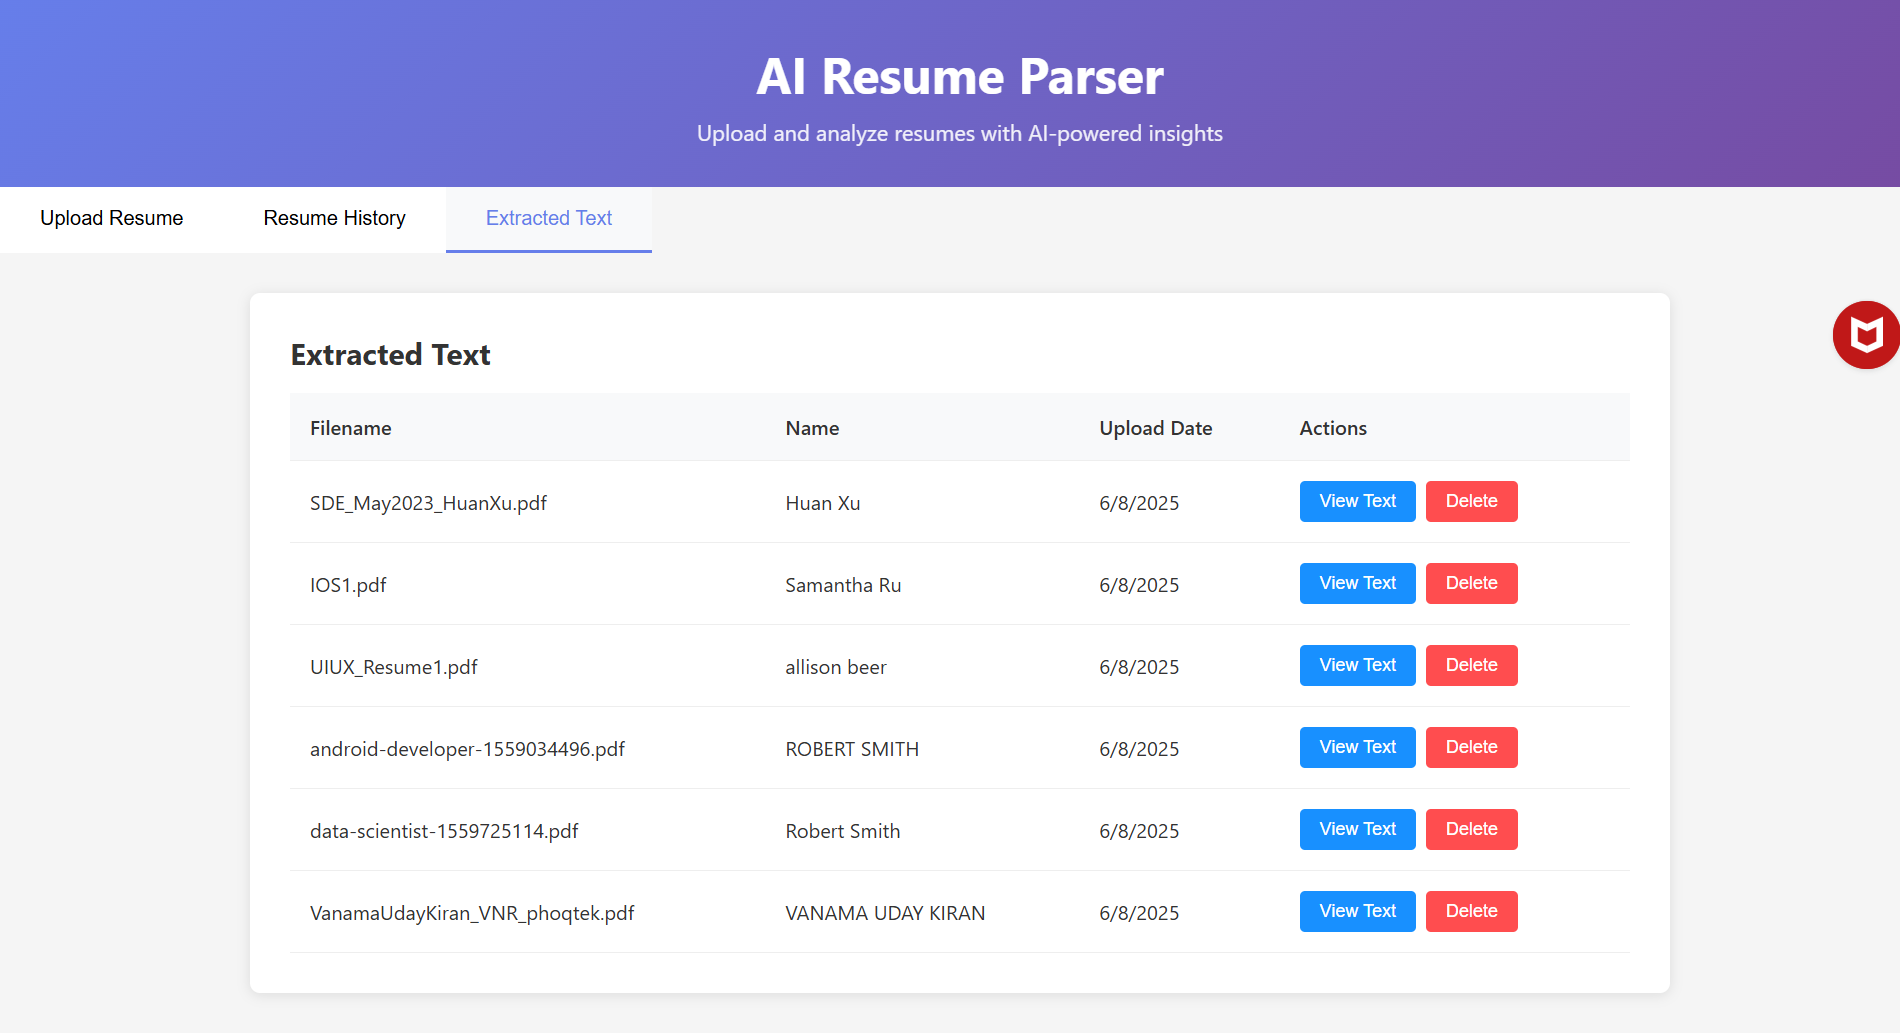 AI Resume Parser
Upload and analyze resumes with AI-powered insights
Upload Resume Resume History Extracted Text
Extracted Text
Filename Name Upload Date Actions
SDE_May2023_HuanXu.pdf Huan Xu 6/8/2025 View Text Delete
IOS1.pdf Samantha Ru 6/8/2025 View Text Delete
UIUX_Resume1.pdf allison beer 6/8/2025 View Text Delete
android-developer-1559034496.pdf ROBERT SMITH 6/8/2025 View Text Delete
data-scientist-1559725114.pdf Robert Smith 6/8/2025 View Text Delete
VanamaUdayKiran_VNR_phoqtek.pdf VANAMA UDAY KIRAN 6/8/2025 View Text Delete